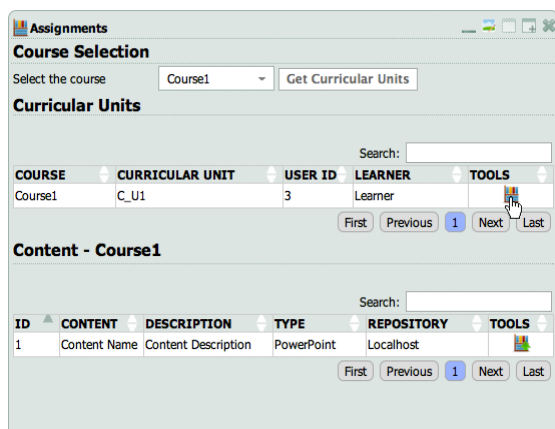 Assignments
Course Selection
Select the course Course1 Get Curricular Units
Curricular Units
Search:
COURSE CURRICULAR UNIT USER ID LEARNER TOOLS
Course1 C_U1 3 Learner
First Previous 1 Next Last
Content - Course1
Search:
ID CONTENT DESCRIPTION TYPE REPOSITORY TOOLS
1 Content Name Content Description PowerPoint Localhost
First Previous 1 Next Last